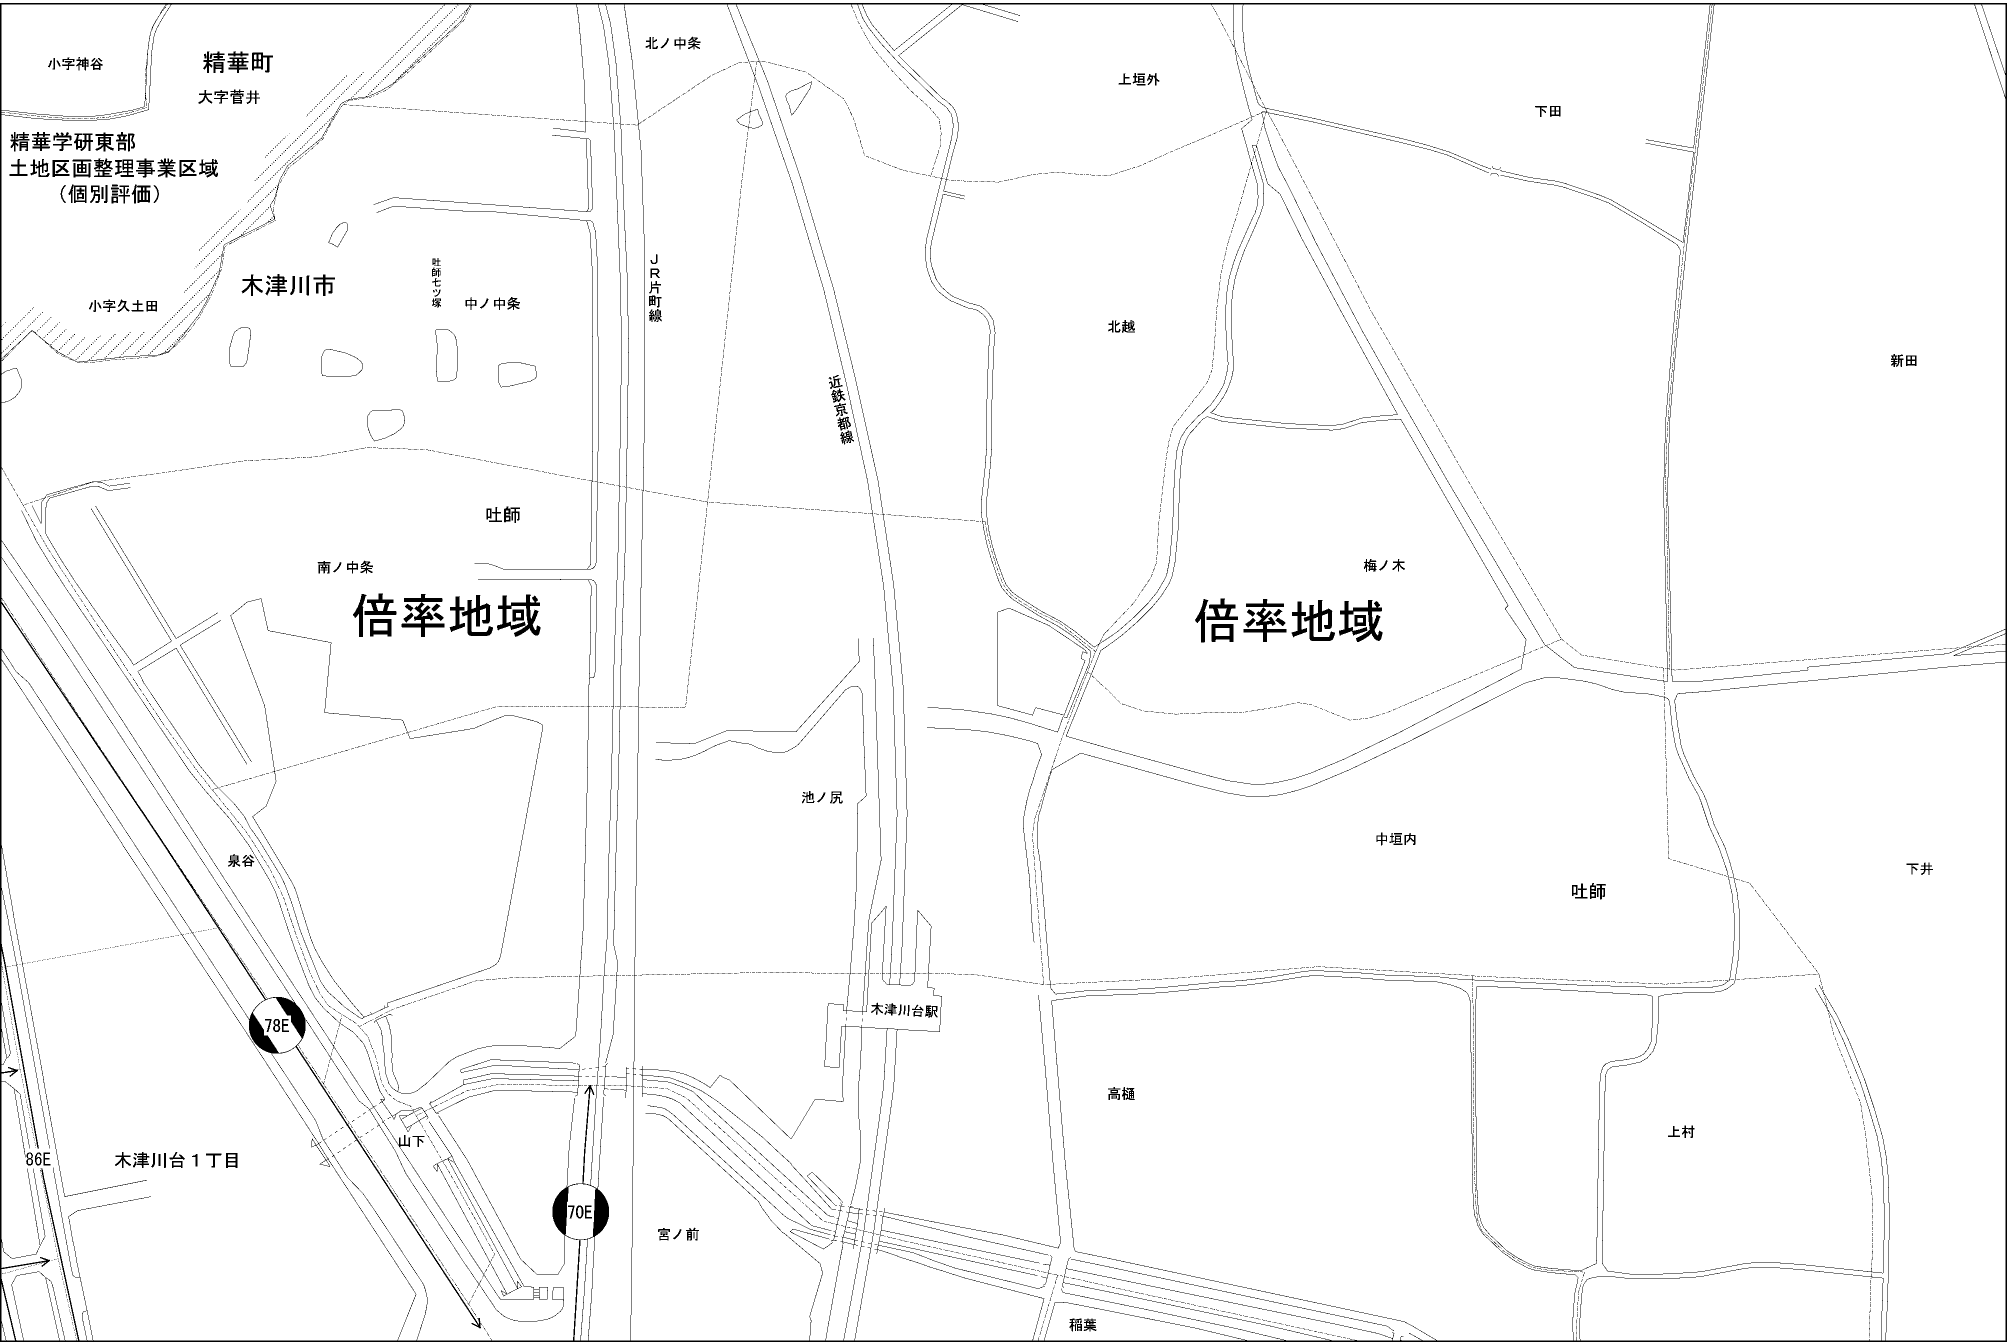 北ノ中条
小字神谷
精華町
大字菅井
上垣外
下田
精華学研東部
土地区画整理事業区域
（個別評価）
木津川市
吐師七ツ塚
中ノ中条
小字久土田
JR片町線
北越
新田
近鉄京都線
吐師
南ノ中条
倍率地域
梅ノ木
倍率地域
池ノ尻
中垣内
泉谷
下井
吐師
木津川台駅
78E
高樋
山下
上村
86E
木津川台１丁目
70E
宮ノ前
稲葉